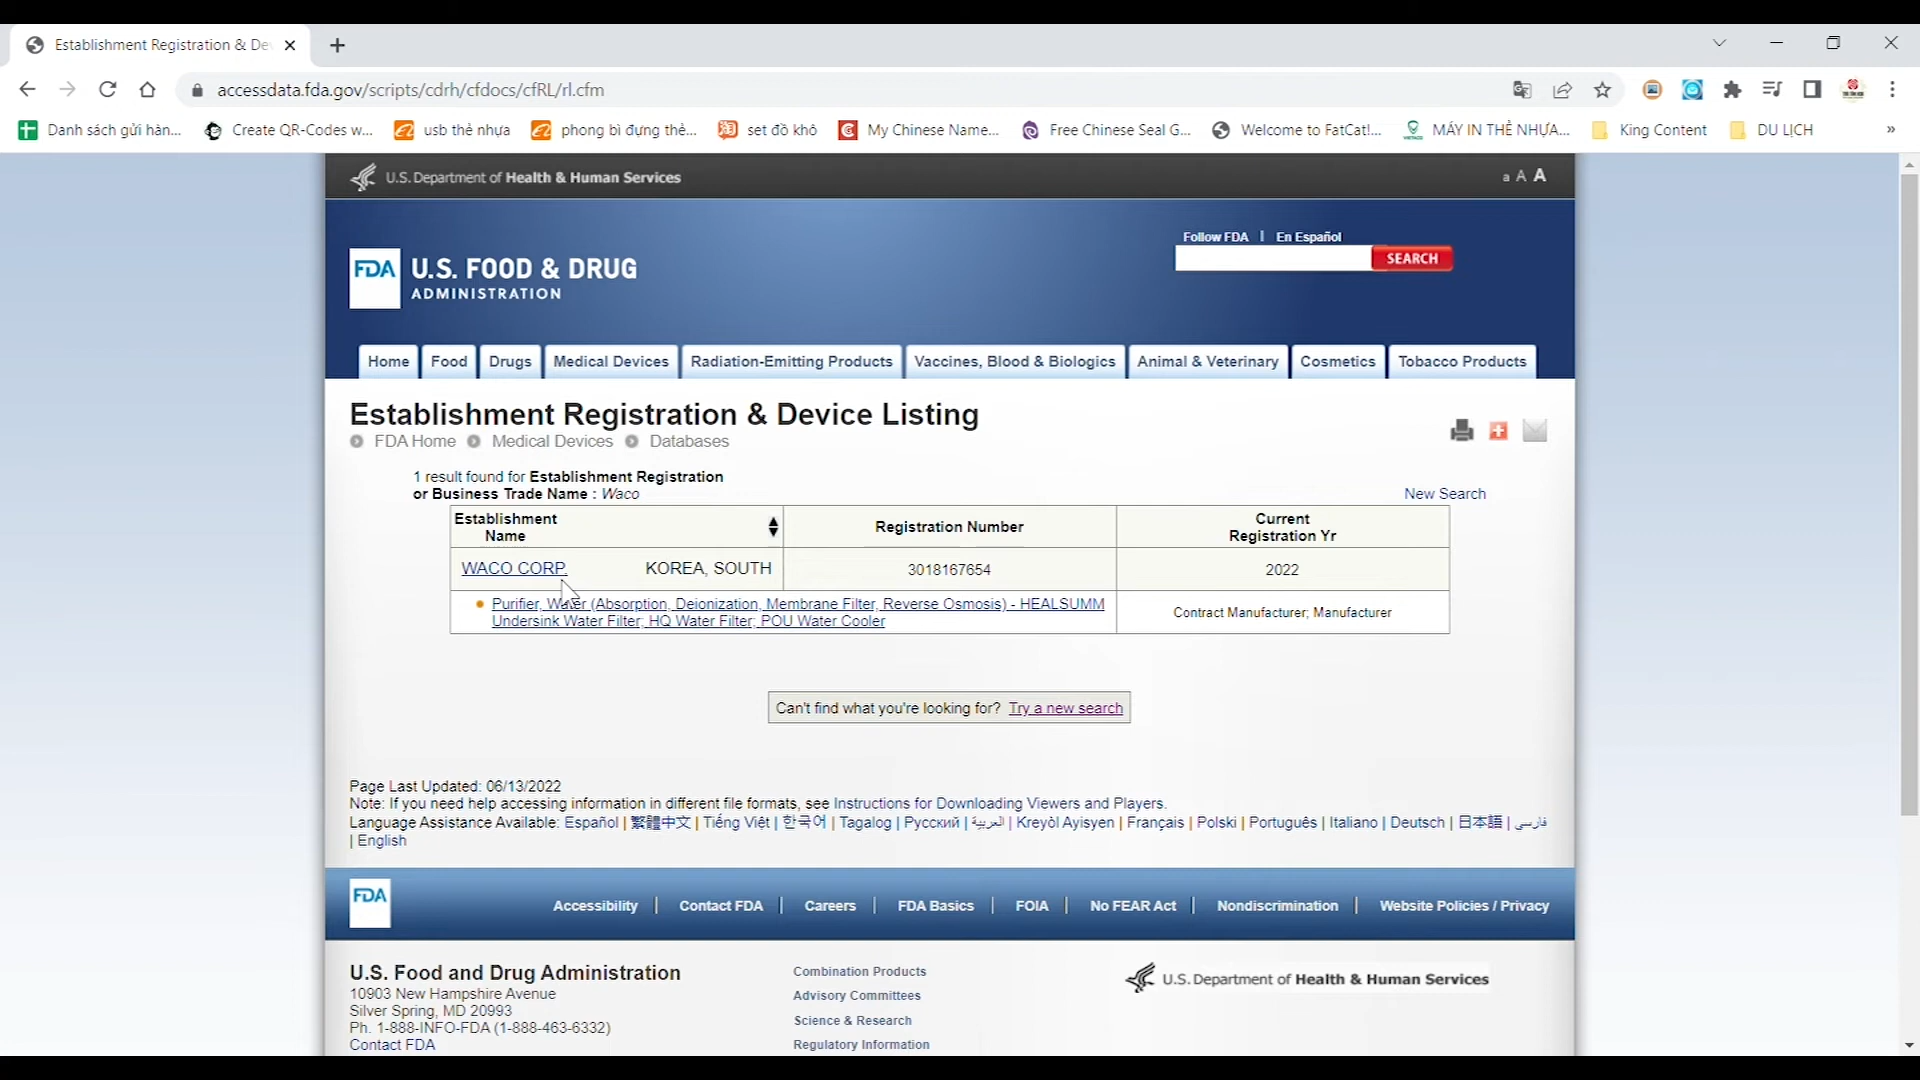 Establishment Registration & De
accessdata.fda.gov/scripts/cdrh/cfdocs/cfRL/rl.cfm
Danh sách gửi hàn...
Create QR-Codes w...
usb thẻ nhựa
phong bì đựng thẻ...
set đồ khô
My Chinese Name...
Free Chinese Seal G...
Welcome to FatCat!...
MÁY IN THẺ NHỰA...
King Content
DU LỊCH
»
U.S. Department of Health & Human Services
a A A
Follow FDA | En Español
FDA U.S. FOOD & DRUG
ADMINISTRATION
SEARCH
Home Food Drugs Medical Devices Radiation-Emitting Products Vaccines, Blood & Biologics Animal & Veterinary Cosmetics Tobacco Products
Establishment Registration & Device Listing
FDA Home Medical Devices Databases
1 result found for Establishment Registration
or Business Trade Name : Waco
New Search
Establishment
Name
Registration Number
Current
Registration Yr
WACO CORP. KOREA, SOUTH 3018167654 2022
Purifier, Water (Absorption, Deionization, Membrane Filter, Reverse Osmosis) - HEALSUMM
Undersink Water Filter; HQ Water Filter; POU Water Cooler
Contract Manufacturer; Manufacturer
Can't find what you're looking for? Try a new search
Page Last Updated: 06/13/2022
Note: If you need help accessing information in different file formats, see Instructions for Downloading Viewers and Players.
Language Assistance Available: Español | 繁體中文 | Tiếng Việt | 한국어 | Tagalog | Русский | العربية | Kreyòl Ayisyen | Français | Polski | Português | Italiano | Deutsch | 日本語 | فارسی
| English
FDA
Accessibility | Contact FDA | Careers | FDA Basics | FOIA | No FEAR Act | Nondiscrimination | Website Policies / Privacy
U.S. Food and Drug Administration
10903 New Hampshire Avenue
Silver Spring, MD 20993
Ph. 1-888-INFO-FDA (1-888-463-6332)
Contact FDA
Combination Products
Advisory Committees
Science & Research
Regulatory Information
U.S. Department of Health & Human Services